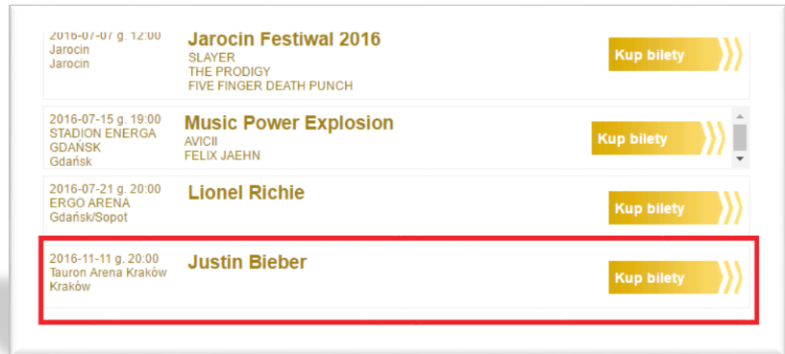 2016-07-07 g. 12:00
Jarocin
Jarocin
Jarocin Festiwal 2016
SLAYER
THE PRODIGY
FIVE FINGER DEATH PUNCH
Kup bilety
2016-07-15 g. 19:00
STADION ENERGA
GDAŃSK
Gdańsk
Music Power Explosion
AVICII
FELIX JAEHN
Kup bilety
2016-07-21 g. 20:00
ERGO ARENA
Gdańsk/Sopot
Lionel Richie
Kup bilety
2016-11-11 g. 20:00
Tauron Arena Kraków
Kraków
Justin Bieber
Kup bilety